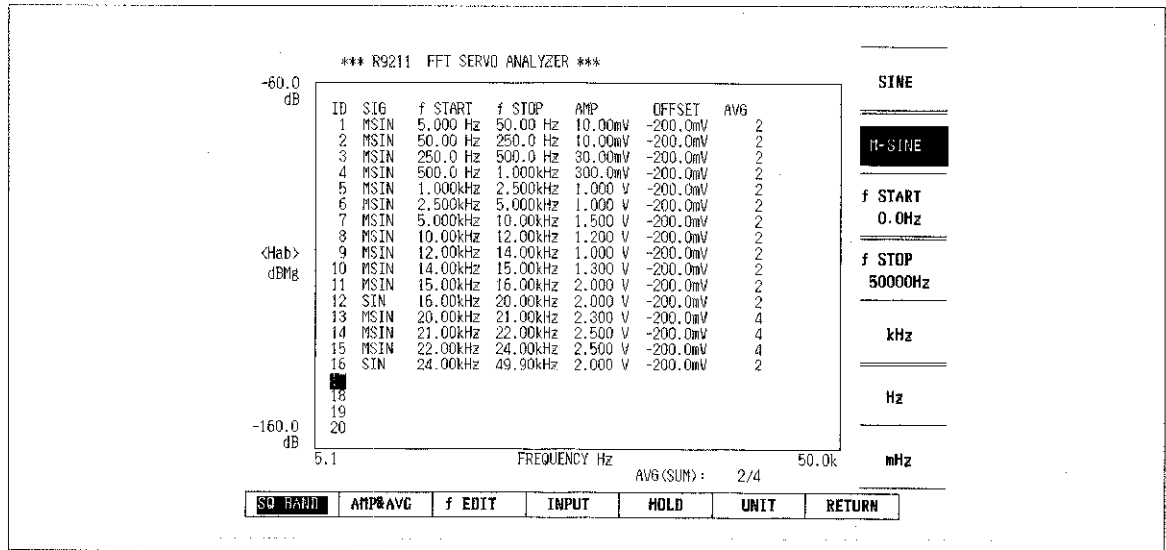 *** R9211 FFT SERVO ANALYZER ***
-60.0
dB
ID SIG f START f STOP AMP OFFSET AVG
1 MSIN 5.000 Hz 50.00 Hz 10.00mV -200.0mV 2
2 MSIN 50.00 Hz 250.0 Hz 10.00mV -200.0mV 2
3 MSIN 250.0 Hz 500.0 Hz 30.00mV -200.0mV 2
4 MSIN 500.0 Hz 1.000kHz 300.0mV -200.0mV 2
5 MSIN 1.000kHz 2.500kHz 1.000 V -200.0mV 2
6 MSIN 2.500kHz 5.000kHz 1.000 V -200.0mV 2
7 MSIN 5.000kHz 10.00kHz 1.500 V -200.0mV 2
8 MSIN 10.00kHz 12.00kHz 1.200 V -200.0mV 2
9 MSIN 12.00kHz 14.00kHz 1.000 V -200.0mV 2
10 MSIN 14.00kHz 15.00kHz 1.300 V -200.0mV 2
11 MSIN 15.00kHz 16.00kHz 2.000 V -200.0mV 2
12 SIN 16.00kHz 20.00kHz 2.000 V -200.0mV 2
13 MSIN 20.00kHz 21.00kHz 2.300 V -200.0mV 4
14 MSIN 21.00kHz 22.00kHz 2.500 V -200.0mV 4
15 MSIN 22.00kHz 24.00kHz 2.500 V -200.0mV 4
16 SIN 24.00kHz 49.90kHz 2.000 V -200.0mV 2
18
19
20
<Hab>
dBMg
-160.0
dB
5.1 FREQUENCY Hz 50.0k
AVG(SUM): 2/4
SINE
M-SINE
f START
0.0Hz
f STOP
50000Hz
kHz
Hz
mHz
SQ BAND AMP&AVG f EDIT INPUT HOLD UNIT RETURN